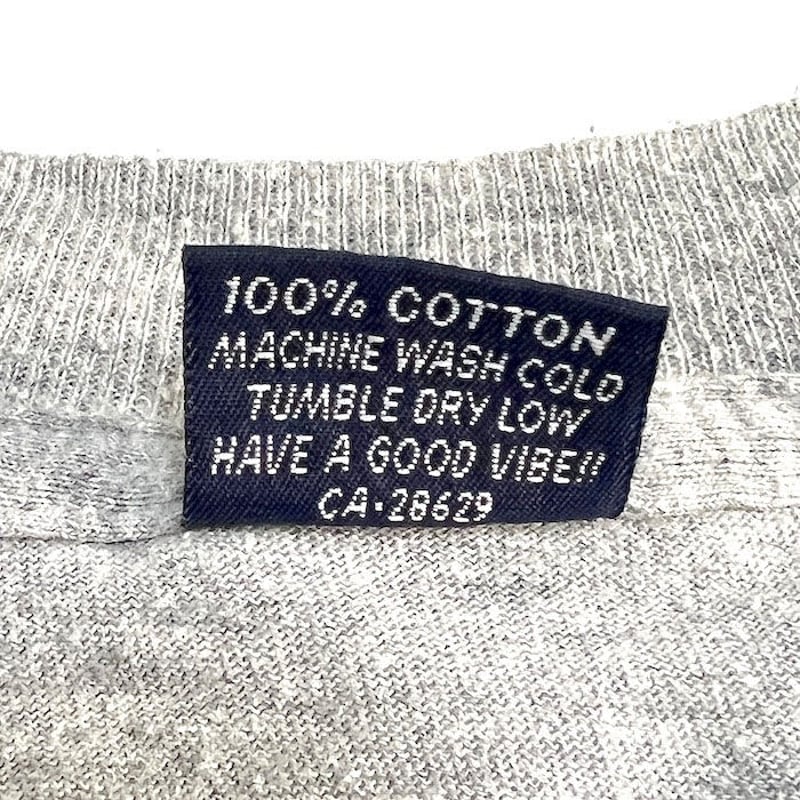 100% COTTON
MACHINE WASH COLD
TUMBLE DRY LOW
HAVE A GOOD VIBE!!
CA·28629